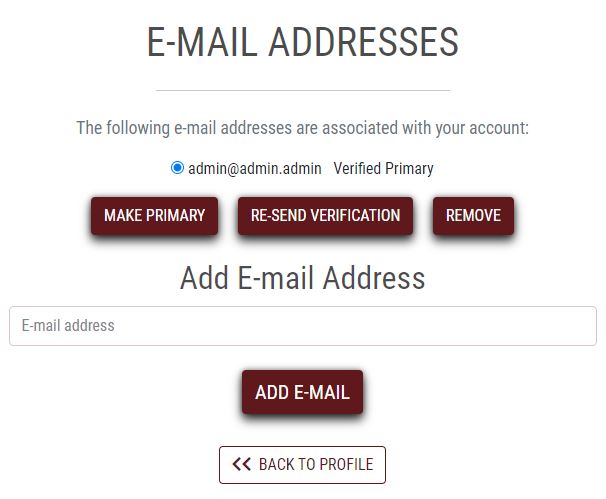 E-MAIL ADDRESSES
The following e-mail addresses are associated with your account:
admin@admin.admin Verified Primary
MAKE PRIMARY RE-SEND VERIFICATION REMOVE
Add E-mail Address
E-mail address
ADD E-MAIL
BACK TO PROFILE